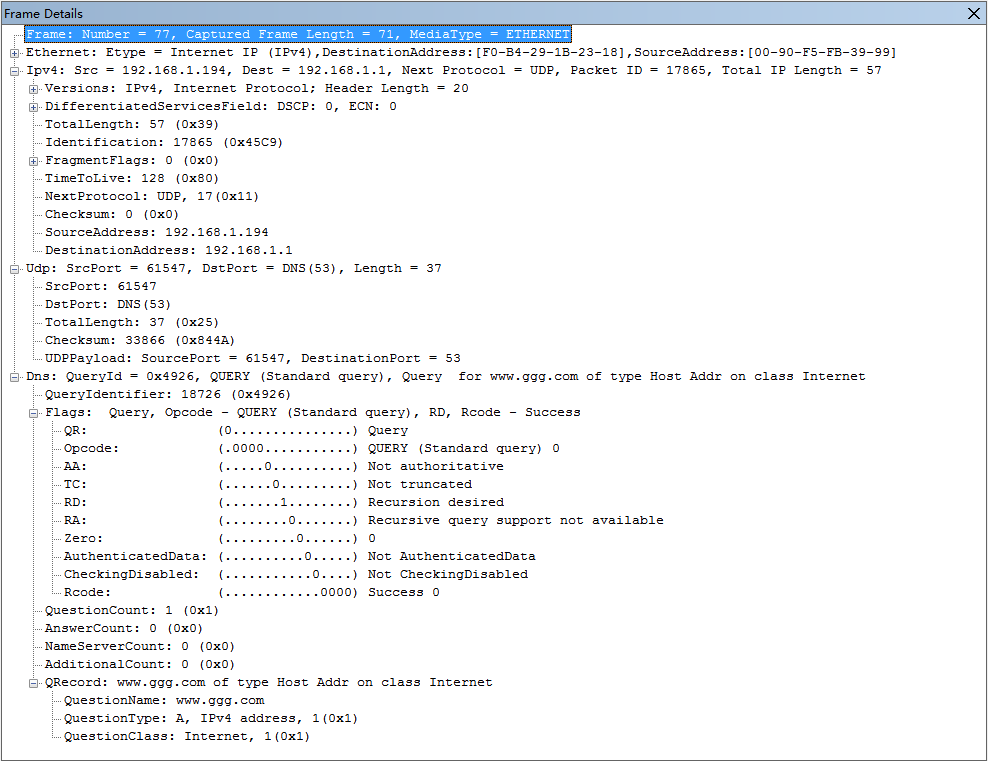 Frame Details
Frame: Number = 77, Captured Frame Length = 71, MediaType = ETHERNET
Ethernet: Etype = Internet IP (IPv4),DestinationAddress:[F0-B4-29-1B-23-18],SourceAddress:[00-90-F5-FB-39-99]
Ipv4: Src = 192.168.1.194, Dest = 192.168.1.1, Next Protocol = UDP, Packet ID = 17865, Total IP Length = 57
Versions: IPv4, Internet Protocol; Header Length = 20
DifferentiatedServicesField: DSCP: 0, ECN: 0
TotalLength: 57 (0x39)
Identification: 17865 (0x45C9)
FragmentFlags: 0 (0x0)
TimeToLive: 128 (0x80)
NextProtocol: UDP, 17(0x11)
Checksum: 0 (0x0)
SourceAddress: 192.168.1.194
DestinationAddress: 192.168.1.1
Udp: SrcPort = 61547, DstPort = DNS(53), Length = 37
SrcPort: 61547
DstPort: DNS(53)
TotalLength: 37 (0x25)
Checksum: 33866 (0x844A)
UDPPayload: SourcePort = 61547, DestinationPort = 53
Dns: QueryId = 0x4926, QUERY (Standard query), Query  for www.ggg.com of type Host Addr on class Internet
QueryIdentifier: 18726 (0x4926)
Flags:  Query, Opcode - QUERY (Standard query), RD, Rcode - Success
QR: (0...............) Query
Opcode: (.0000...........) QUERY (Standard query) 0
AA: (.....0..........) Not authoritative
TC: (......0.........) Not truncated
RD: (.......1........) Recursion desired
RA: (........0.......) Recursive query support not available
Zero: (.........0......) 0
AuthenticatedData: (..........0.....) Not AuthenticatedData
CheckingDisabled: (...........0....) Not CheckingDisabled
Rcode: (............0000) Success 0
QuestionCount: 1 (0x1)
AnswerCount: 0 (0x0)
NameServerCount: 0 (0x0)
AdditionalCount: 0 (0x0)
QRecord: www.ggg.com of type Host Addr on class Internet
QuestionName: www.ggg.com
QuestionType: A, IPv4 address, 1(0x1)
QuestionClass: Internet, 1(0x1)